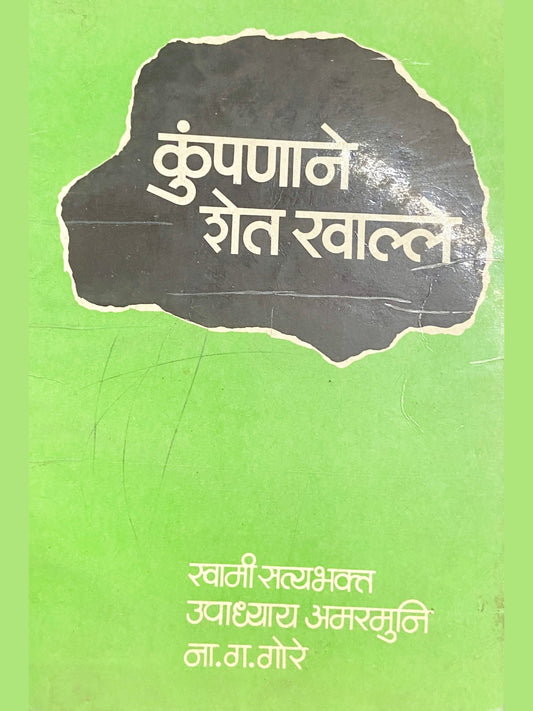 कुंपणाने
शेत खाल्ले
स्वामी सत्यभक्त
उपाध्याय अमरमुनि
ना. ग. गोरे